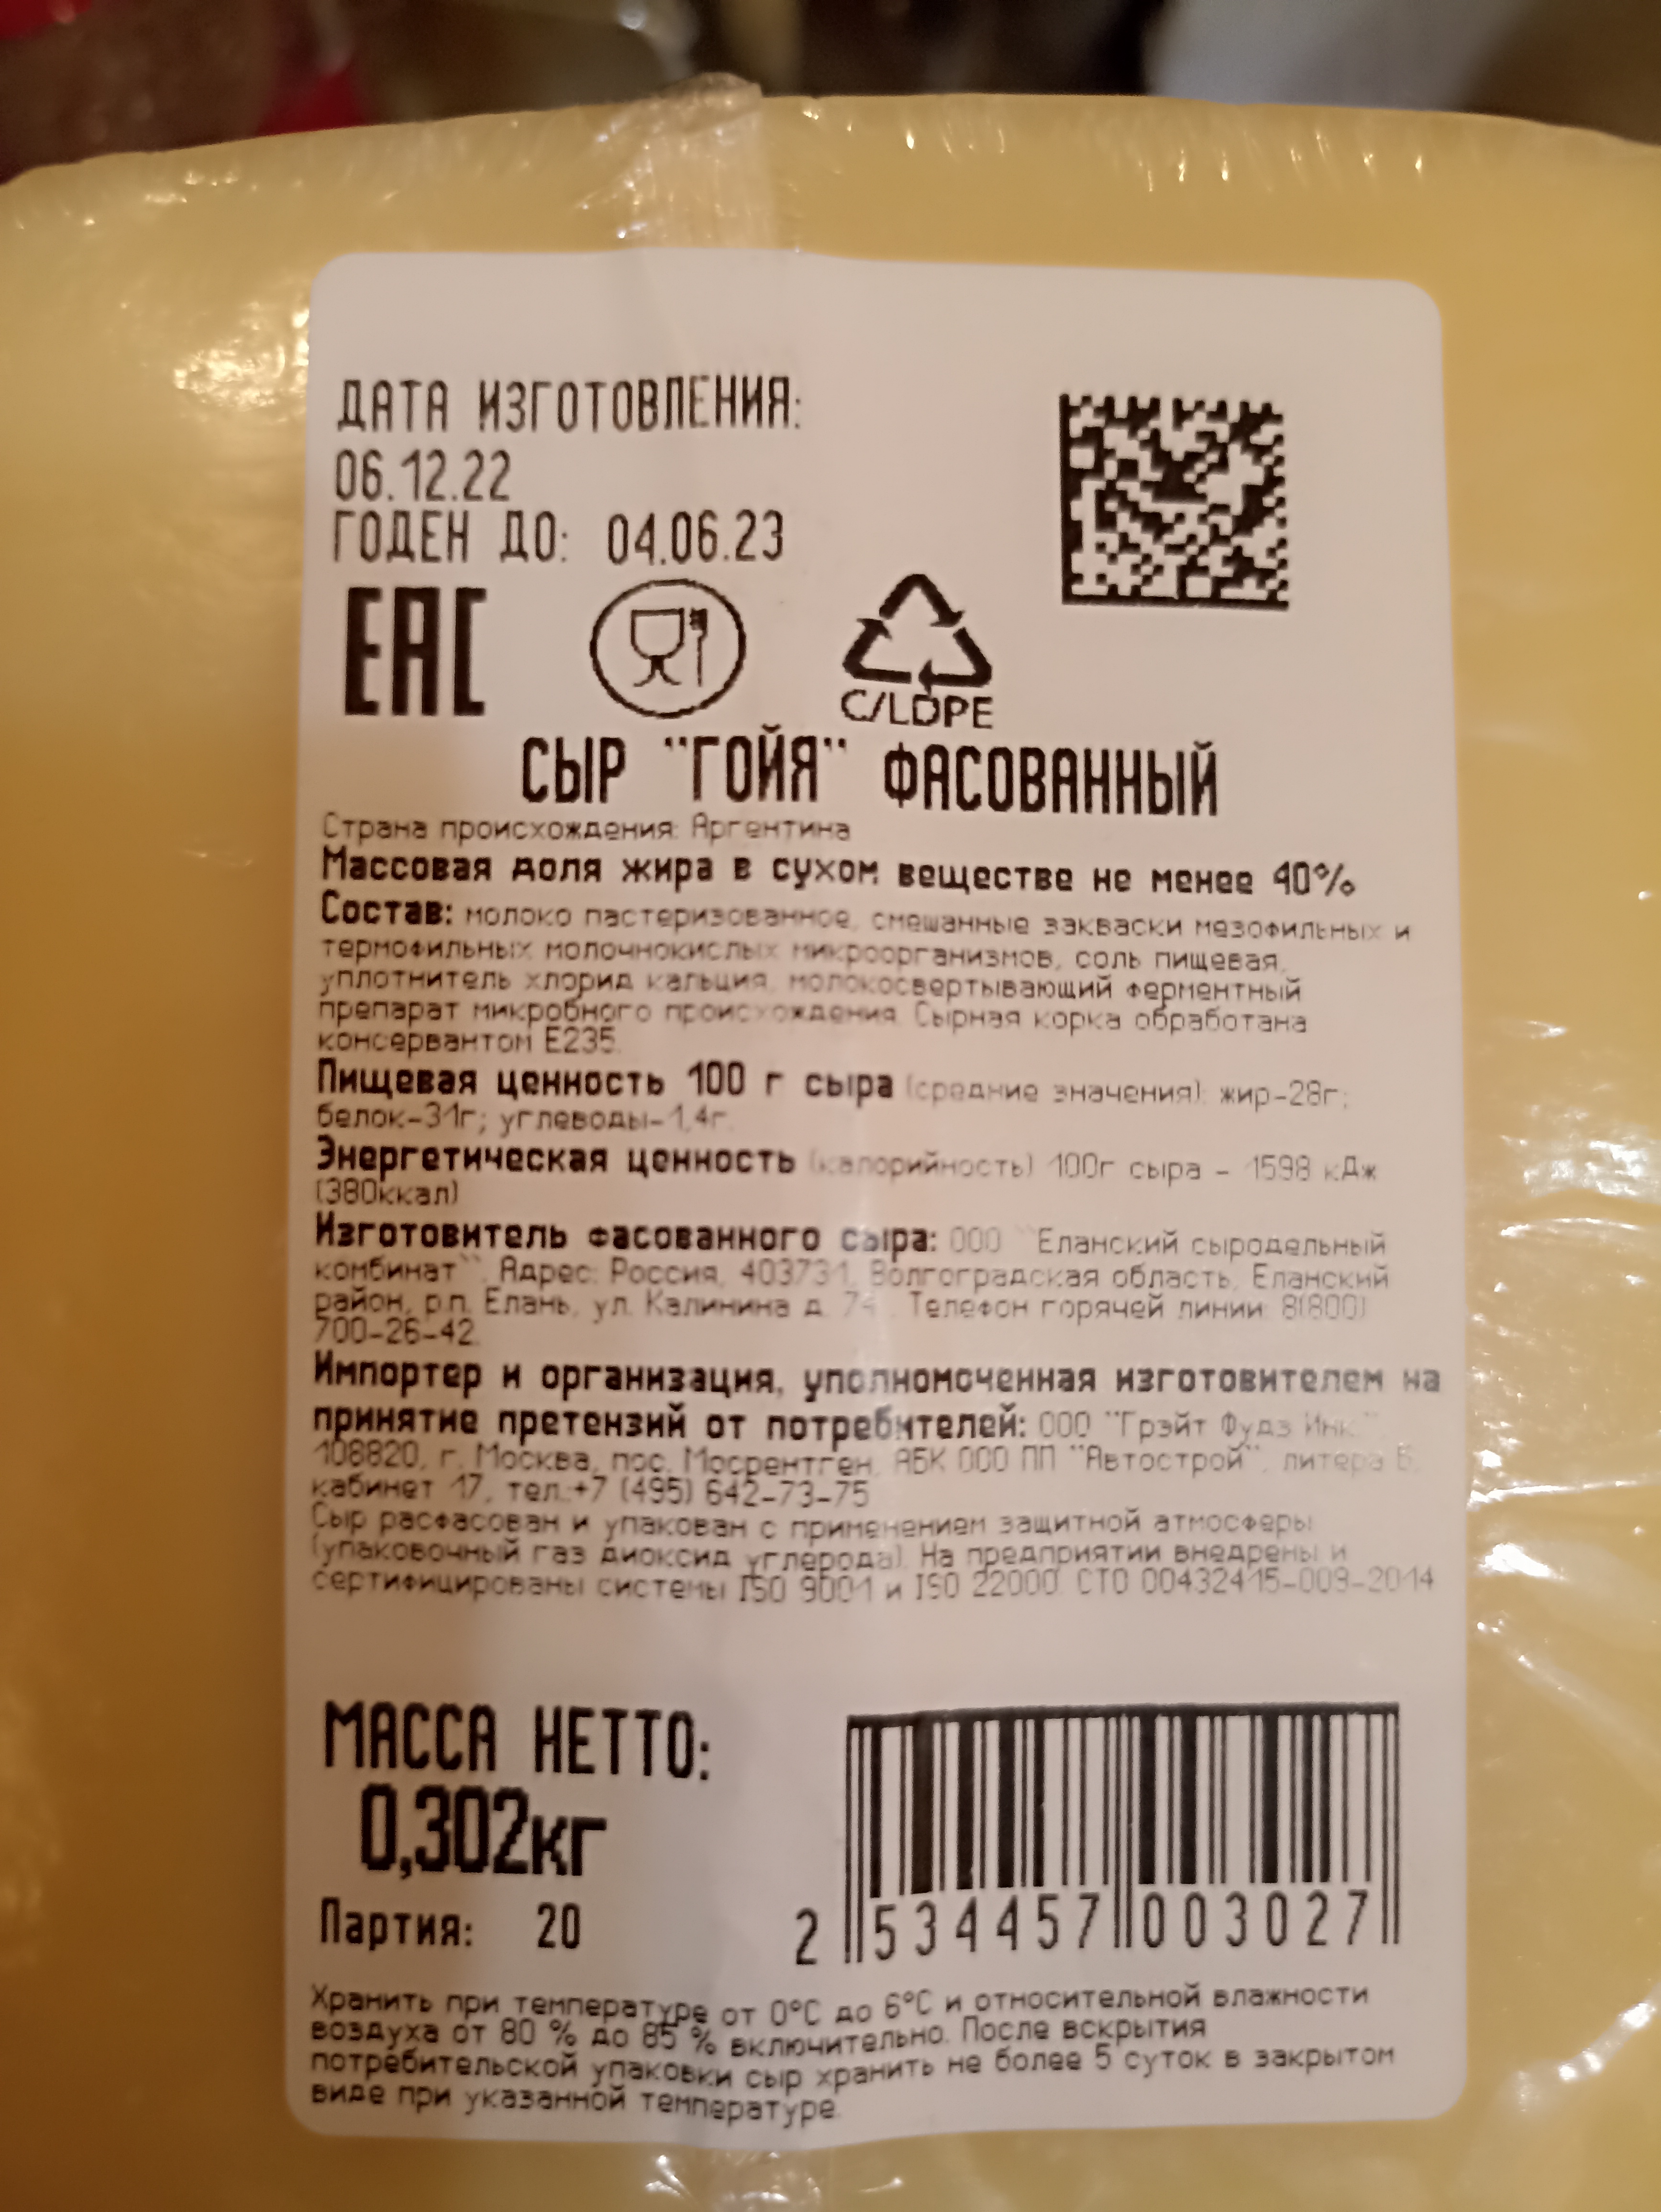 ДАТА ИЗГОТОВЛЕНИЯ:
06.12.22
ГОДЕН ДО: 04.06.23
ЕАС
C/LDPE
СЫР "ГОЙЯ" ФАСОВАННЫЙ
Страна происхождения: Аргентина
Массовая доля жира в сухом веществе не менее 40%
Состав: молоко пастеризованное, смешанные закваски мезофильных и
термофильных молочнокислых микроорганизмов, соль пищевая,
уплотнитель хлорид кальция, молокосвертывающий ферментный
препарат микробного происхождения. Сырная корка обработана
консервантом Е235.
Пищевая ценность 100 г сыра (средние значения): жир-28г;
белок-31г; углеводы-1,4г.
Энергетическая ценность (калорийность) 100г сыра - 1598 кДж
(380ккал)
Изготовитель фасованного сыра: ООО ``Еланский сыродельный
комбинат``. Адрес: Россия, 403731, Волгоградская область, Еланский
район, р.п. Елань, ул. Калинина д. Телефон горячей линии: 8(800)
700-26-42.
Импортер и организация, уполномоченная изготовителем на
принятие претензий от потребителей: ООО "Грэйт Фудз Инк."
108820, г. Москва, пос. Мосрентген, АБК ООО ПП "Автострой", литера Б,
кабинет 17, тел.:+7 (495) 642-73-75
Сыр расфасован и упакован с применением защитной атмосферы
(упаковочный газ диоксид углерода). На предприятии внедрены и
сертифицированы системы ISO 9001 и ISO 22000. СТО 00432415-009-2014
МАССА НЕТТО:
0,302кг
Партия: 20
2 534457 003027
Хранить при температуре от 0°С до 6°С и относительной влажности
воздуха от 80 % до 85 % включительно. После вскрытия
потребительской упаковки сыр хранить не более 5 суток в закрытом
виде при указанной температуре.